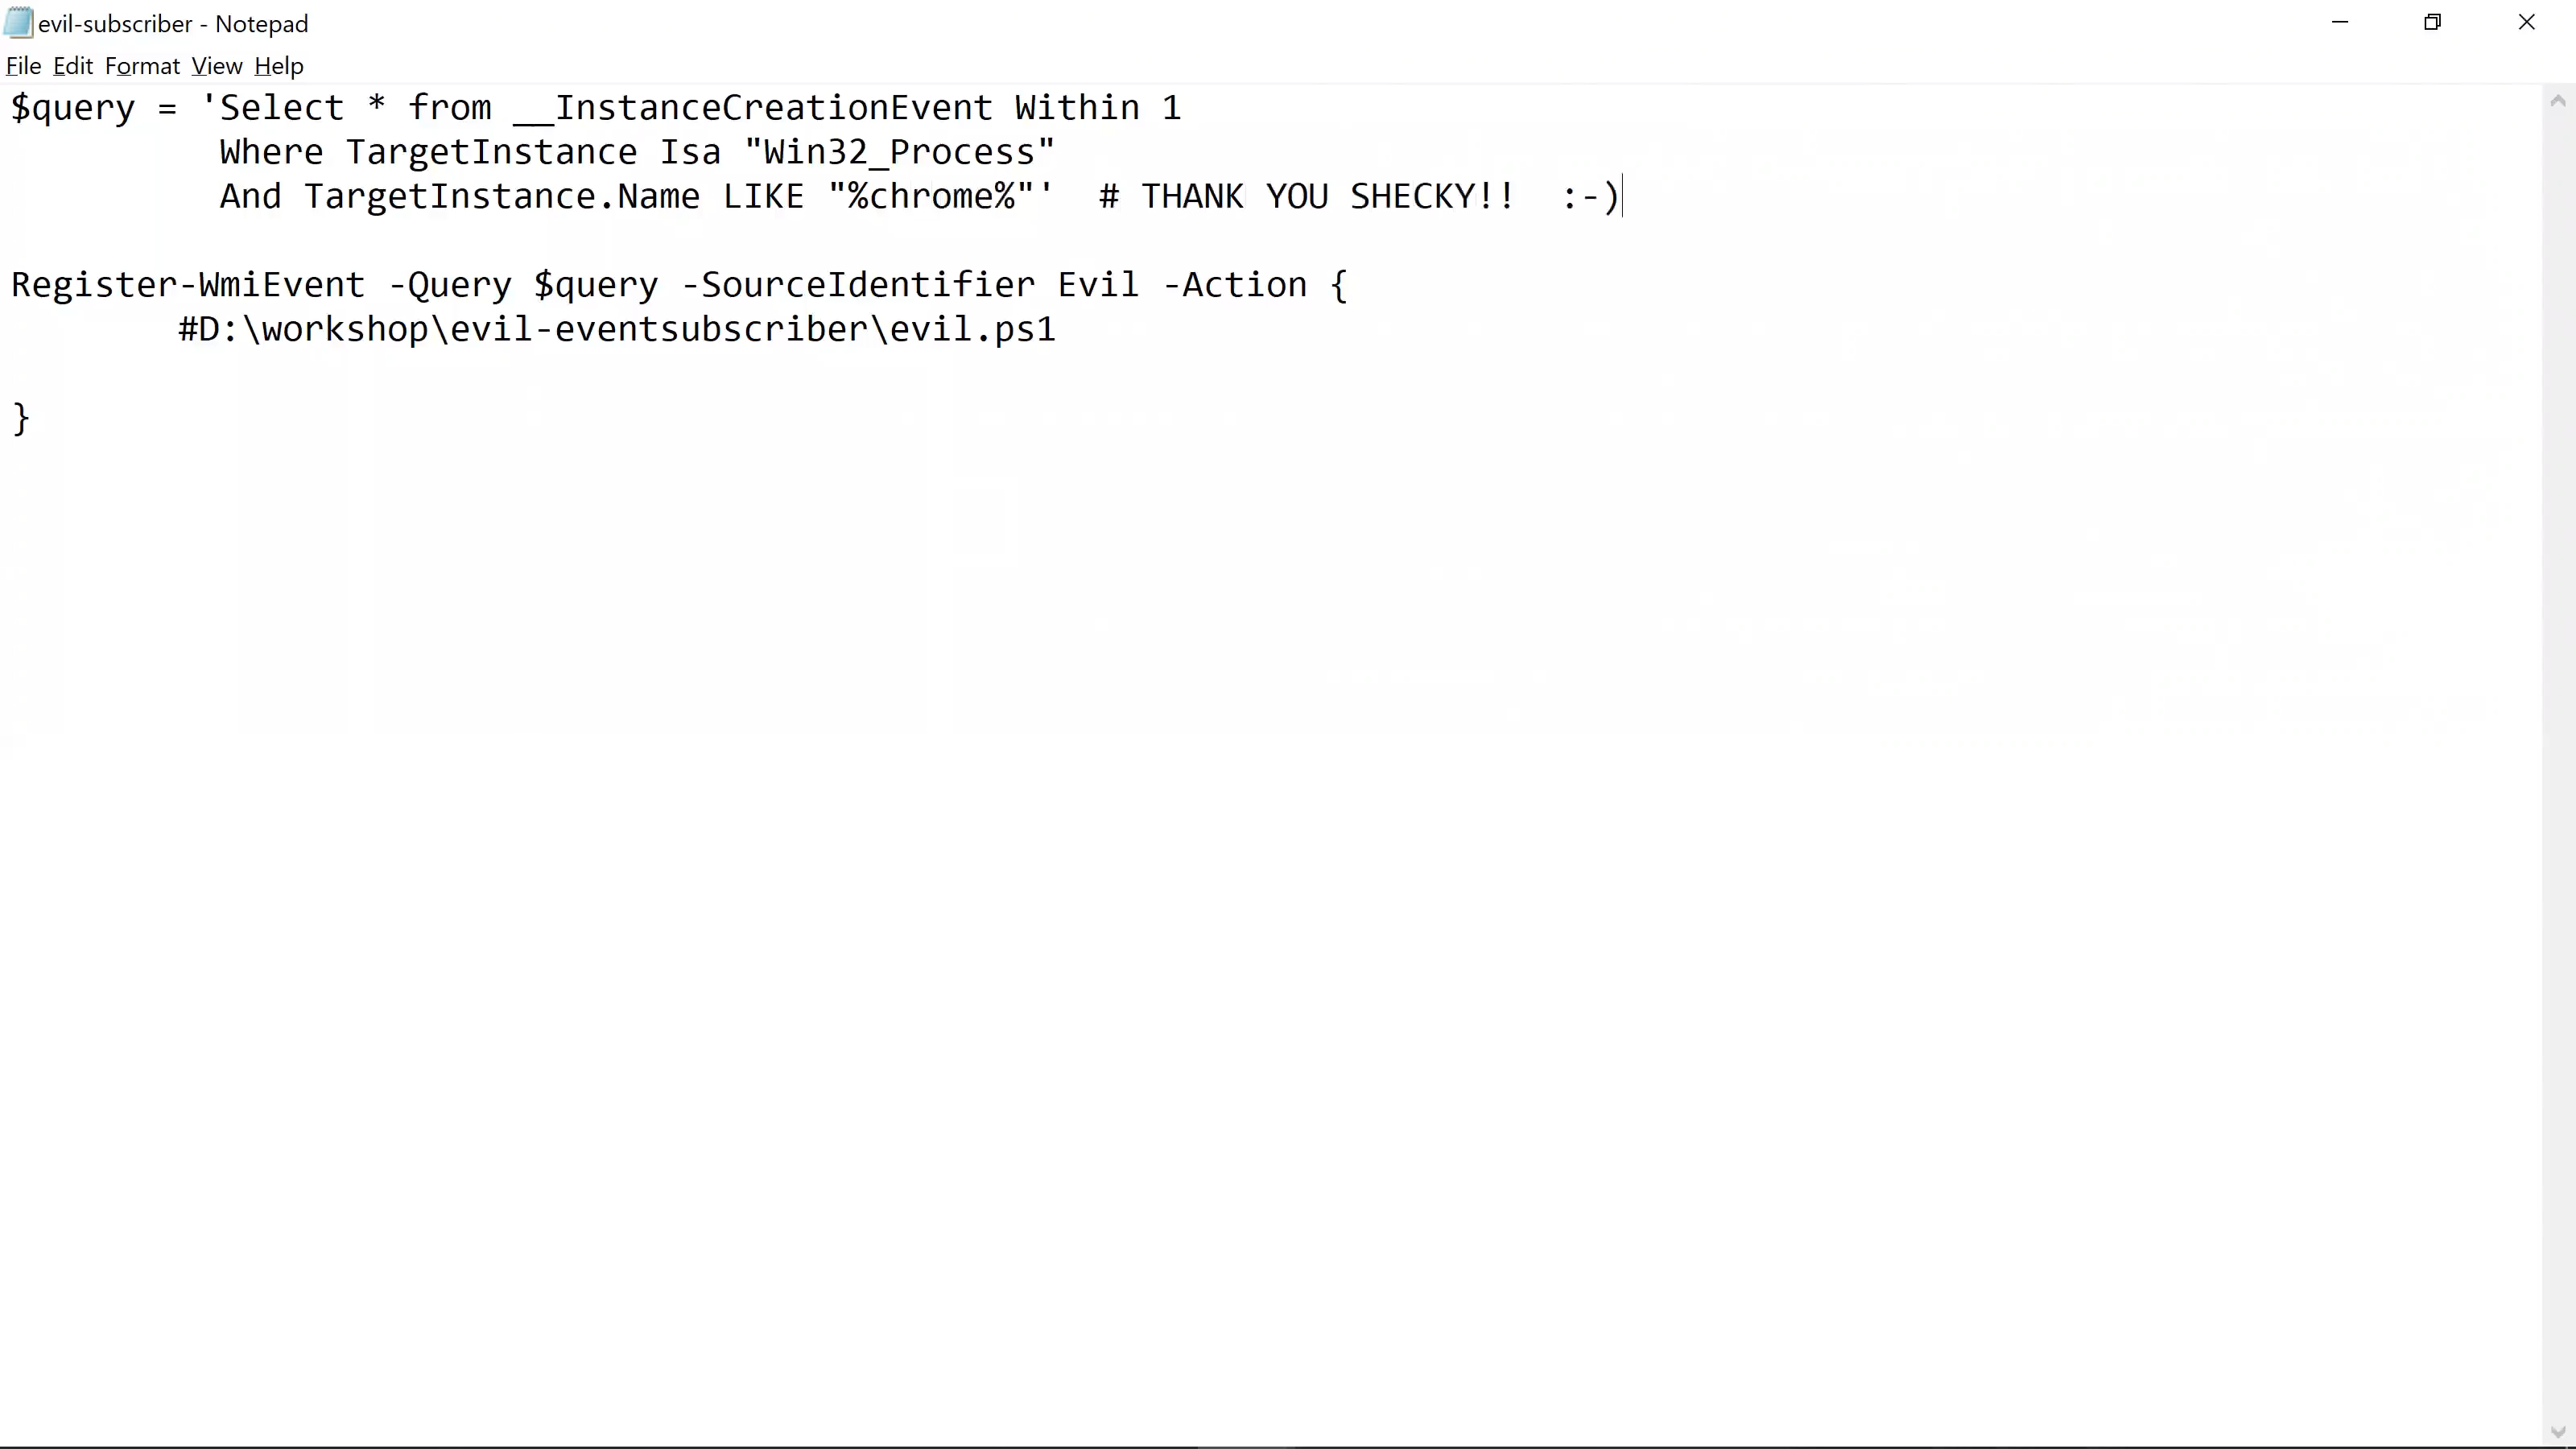 evil-subscriber - Notepad
File Edit Format View Help
$query = 'Select * from __InstanceCreationEvent Within 1
Where TargetInstance Isa "Win32_Process"
And TargetInstance.Name LIKE "%chrome%"' # THANK YOU SHECKY!! :-)
Register-WmiEvent -Query $query -SourceIdentifier Evil -Action {
#D:\workshop\evil-eventsubscriber\evil.ps1
}